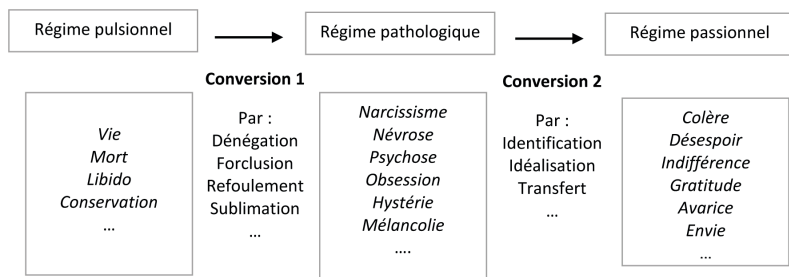 Régime pulsionnel
Régime pathologique
Régime passionnel
Conversion 1
Conversion 2
Vie
Mort
Libido
Conservation
…
Par :
Dénégation
Forclusion
Refoulement
Sublimation
…
Narcissisme
Névrose
Psychose
Obsession
Hystérie
Mélancolie
….
Par :
Identification
Idéalisation
Transfert
…
Colère
Désespoir
Indifférence
Gratitude
Avarice
Envie
…